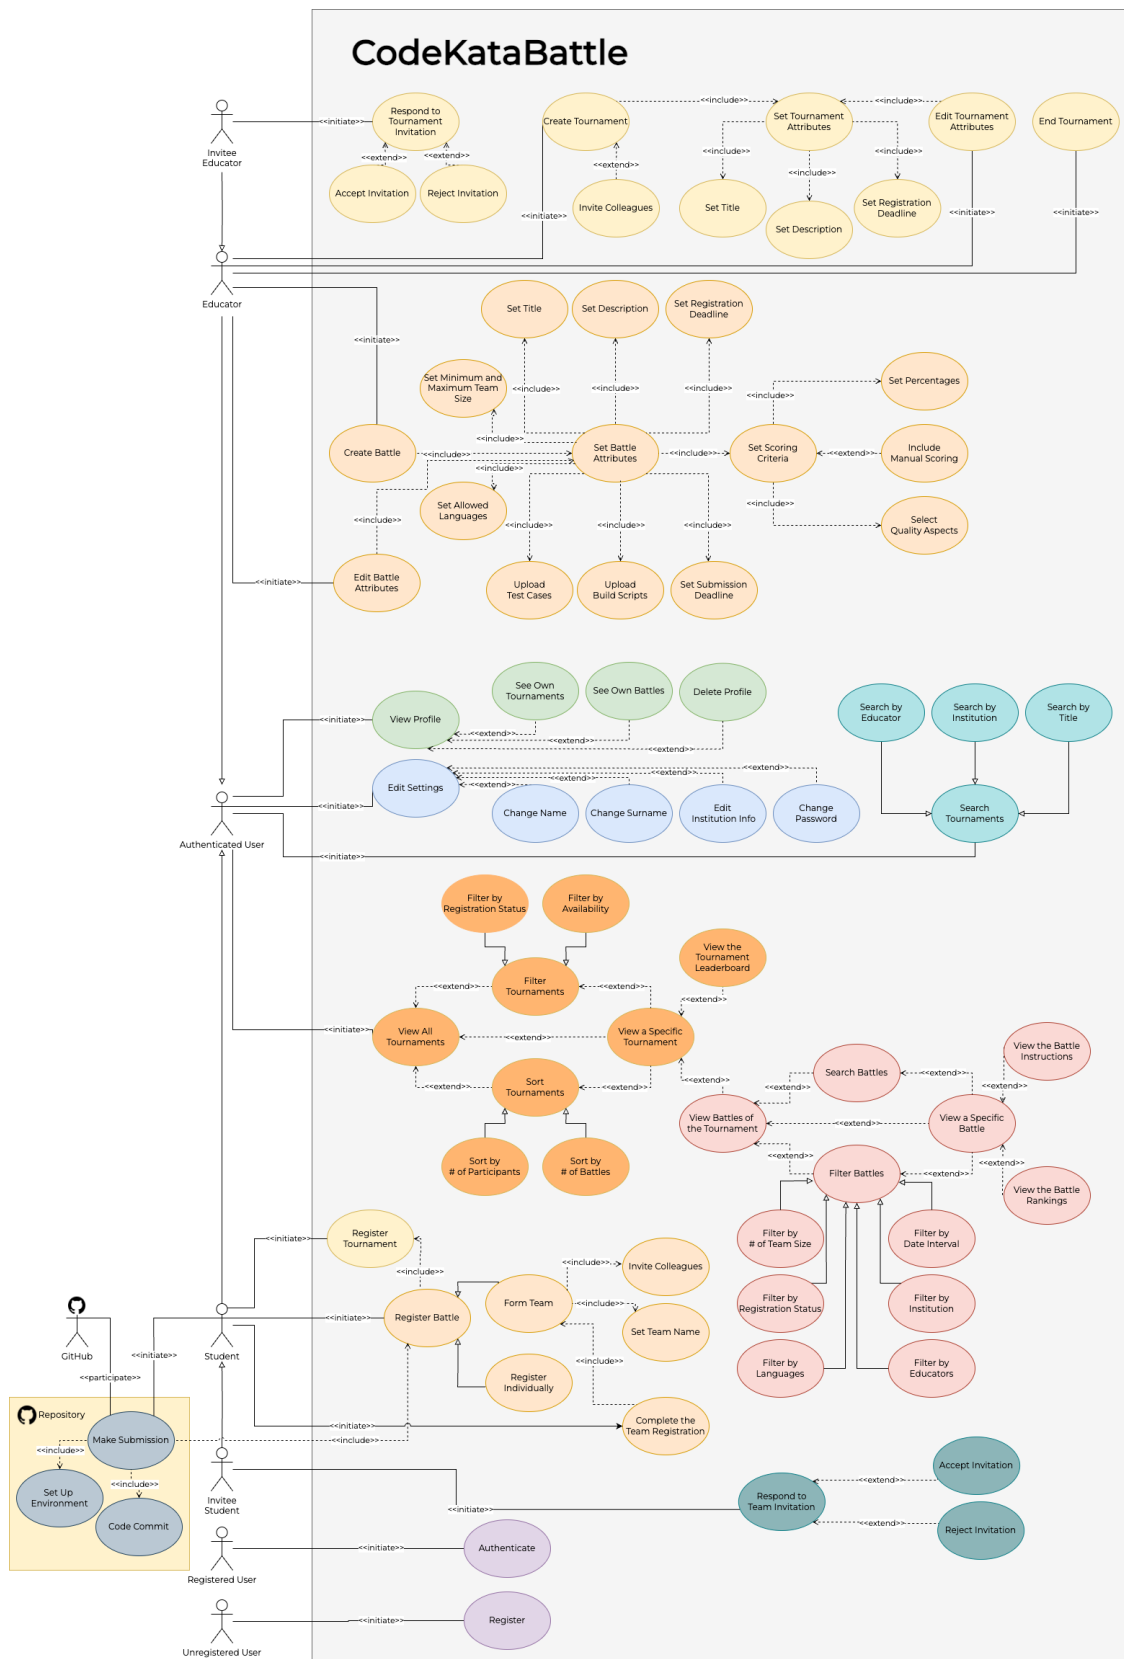 CodeKataBattle
Respond to
Tournament
Invitation
<<initiate>>
Invitee
Educator
<<extend>>
<<extend>>
Accept Invitation
Reject Invitation
Create Tournament
<<include>>
Set Tournament
Attributes
<<include>>
Edit Tournament
Attributes
End Tournament
<<extend>>
<<include>>
<<include>>
<<include>>
Invite Colleagues
Set Title
Set Description
Set Registration
Deadline
<<initiate>>
<<initiate>>
<<initiate>>
Educator
Set Title
Set Description
Set Registration
Deadline
<<initiate>>
Set Minimum and
Maximum Team
Size
<<include>>
<<include>>
<<include>>
<<include>>
Set Percentages
<<include>>
Create Battle
<<include>>
Set Battle
Attributes
<<include>>
Set Scoring
Criteria
<<extend>>
Include
Manual Scoring
<<include>>
Set Allowed
Languages
<<include>>
<<include>>
<<include>>
<<include>>
<<include>>
Select
Quality Aspects
<<initiate>>
Edit Battle
Attributes
Upload
Test Cases
Upload
Build Scripts
Set Submission
Deadline
See Own
Tournaments
See Own Battles
Delete Profile
<<initiate>>
View Profile
<<extend>>
<<extend>>
<<extend>>
Search by
Educator
Search by
Institution
Search by
Title
Edit Settings
<<extend>>
<<extend>>
<<extend>>
<<extend>>
<<initiate>>
Change Name
Change Surname
Edit
Institution Info
Change
Password
Search
Tournaments
Authenticated User
<<initiate>>
Filter by
Registration Status
Filter by
Availability
View the
Tournament
Leaderboard
Filter
Tournaments
<<extend>>
<<extend>>
<<extend>>
<<initiate>>
View All
Tournaments
<<extend>>
View a Specific
Tournament
<<extend>>
Sort
Tournaments
<<extend>>
<<extend>>
Sort by
# of Participants
Sort by
# of Battles
View the Battle
Instructions
Search Battles
<<extend>>
<<extend>>
<<extend>>
View Battles of
the Tournament
<<extend>>
View a Specific
Battle
<<extend>>
Filter Battles
<<extend>>
<<extend>>
View the Battle
Rankings
Filter by
# of Team Size
Filter by
Date Interval
Filter by
Registration Status
Filter by
Institution
Filter by
Languages
Filter by
Educators
<<initiate>>
Register
Tournament
<<include>>
<<include>>
Invite Colleagues
<<initiate>>
Register Battle
Form Team
<<include>>
Set Team Name
<<include>>
Register
Individually
Student
GitHub
<<initiate>>
<<participate>>
<<initiate>>
Complete the
Team Registration
Repository
Make Submission
<<include>>
<<include>>
<<include>>
Set Up
Environment
Code Commit
Invitee
Student
<<initiate>>
Respond to
Team Invitation
<<extend>>
Accept Invitation
<<extend>>
Reject Invitation
Registered User
<<initiate>>
Authenticate
Unregistered User
<<initiate>>
Register